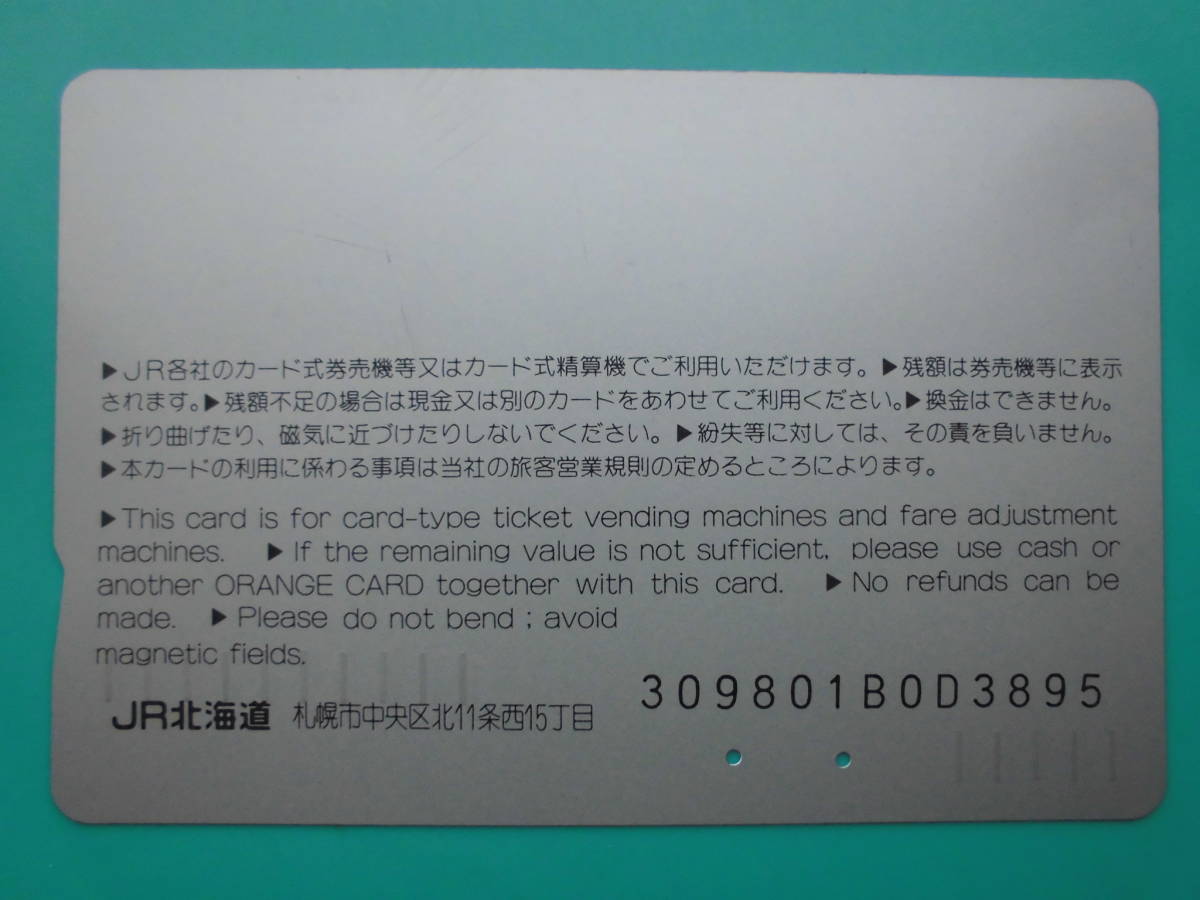 ▶JR各社のカード式券売機等又はカード式精算機でご利用いただけます。▶残額は券売機等に表示
されます。▶残額不足の場合は現金又は別のカードをあわせてご利用ください。▶換金はできません。
▶折り曲げたり、磁気に近づけたりしないでください。▶紛失等に対しては、その責を負いません。
▶本カードの利用に係わる事項は当社の旅客営業規則の定めるところによります。
▶This card is for card-type ticket vending machines and fare adjustment
machines. ▶If the remaining value is not sufficient, please use cash or
another ORANGE CARD together with this card. ▶No refunds can be
made. ▶Please do not bend ; avoid
magnetic fields.
309801B0D3895
JR北海道 札幌市中央区北11条西15丁目